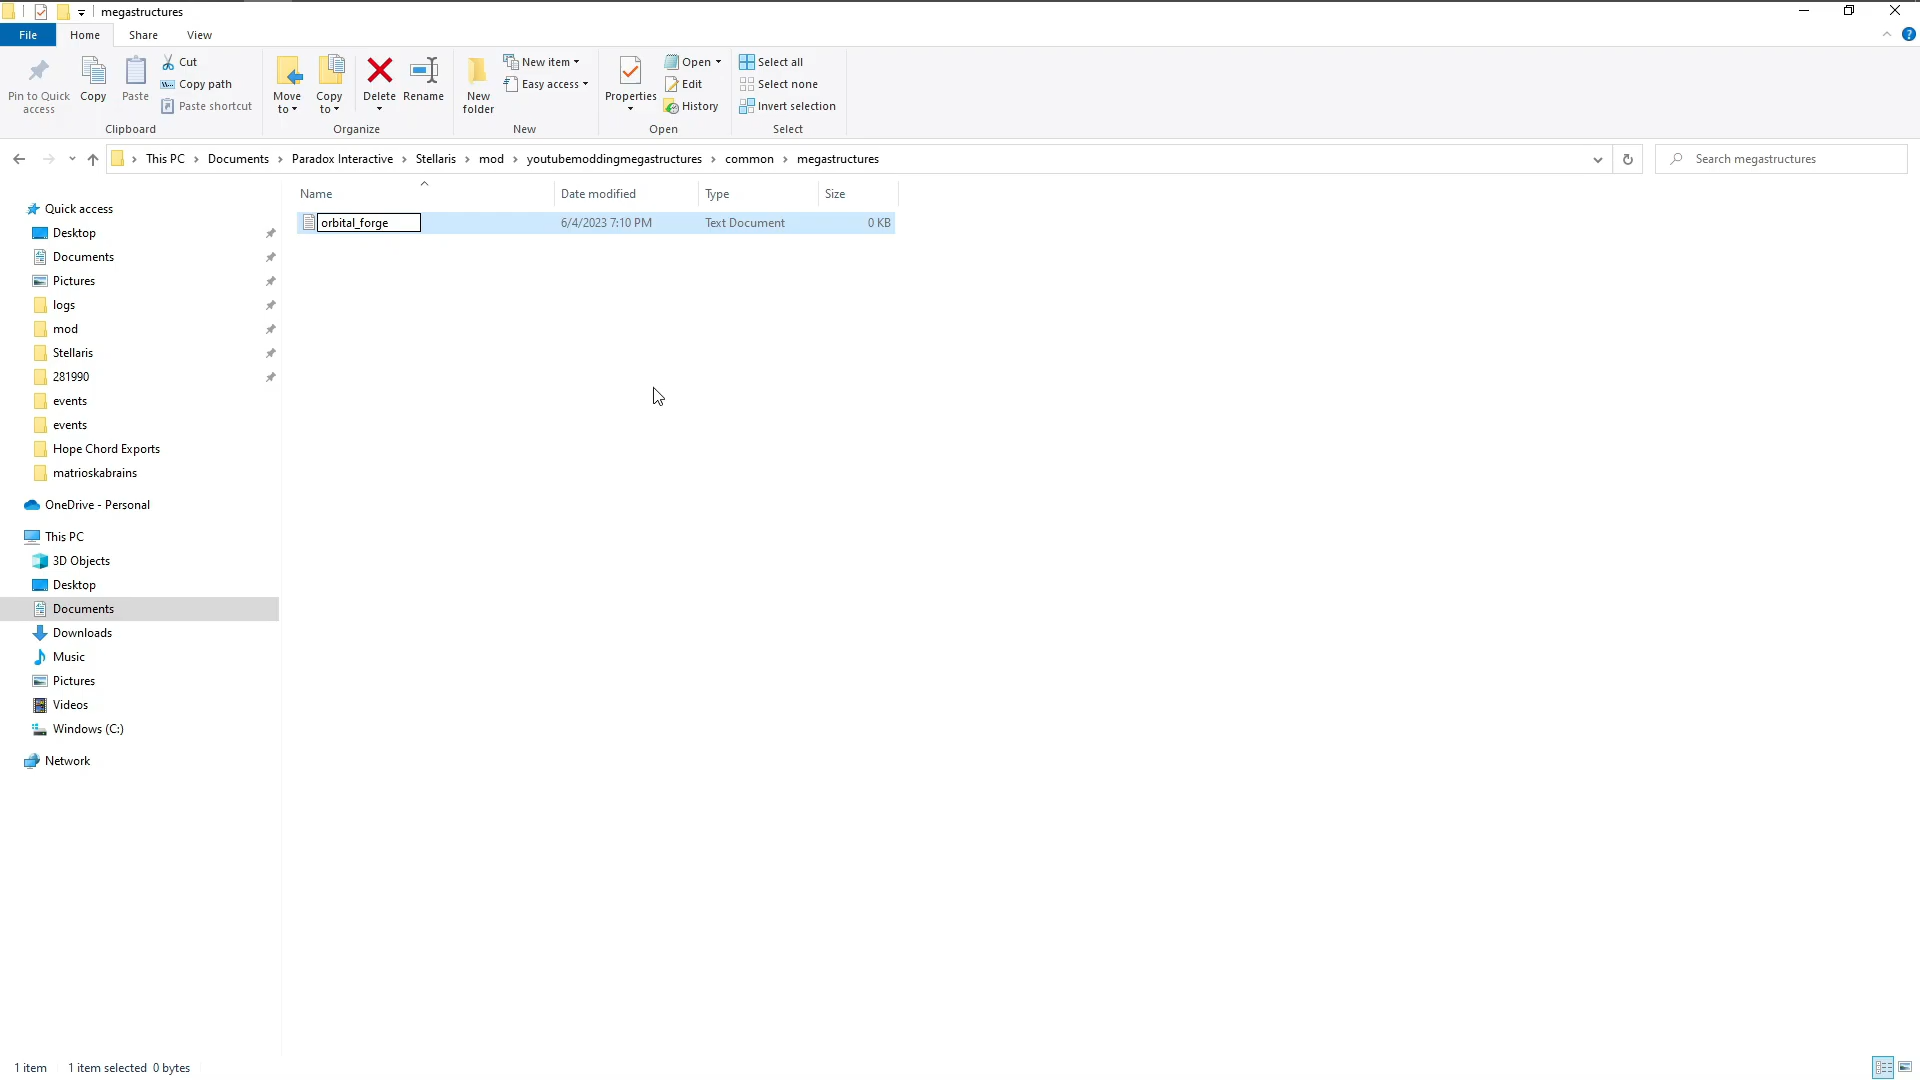 megastructures
File Home Share View
Pin to Quick access
Copy
Paste
Cut
Copy path
Paste shortcut
Clipboard
Move to
Copy to
Delete
Rename
Organize
New folder
New item
Easy access
New
Properties
Open
Edit
History
Open
Select all
Select none
Invert selection
Select
This PC Documents Paradox Interactive Stellaris mod youtubemoddingmegastructures common megastructures
Search megastructures
Name Date modified Type Size
orbital_forge 6/4/2023 7:10 PM Text Document 0 KB
Quick access
Desktop
Documents
Pictures
logs
mod
Stellaris
281990
events
events
Hope Chord Exports
matrioskabrains
OneDrive - Personal
This PC
3D Objects
Desktop
Documents
Downloads
Music
Pictures
Videos
Windows (C:)
Network
1 item 1 item selected 0 bytes